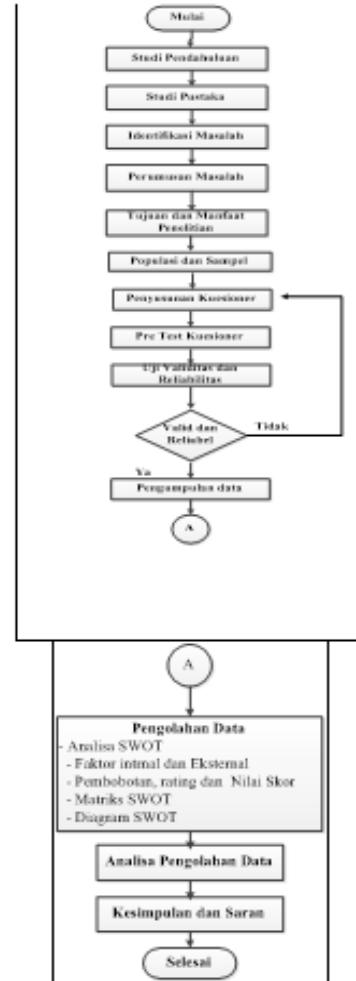 Mulai
Studi Pendahuluan
Studi Pustaka
Identifikasi Masalah
Perumusan Masalah
Tujuan dan Manfaat
Penelitian
Populasi dan Sampel
Penyusunan Kuesioner
Pre Test Kuesioner
Uji Validitas dan
Reliabilitas
Valid dan
Reliabel
Tidak
Ya
Pengumpulan data
A
A
Pengolahan Data
- Analisa SWOT
- Faktor intrnal dan Eksternal
- Pembobotan, rating dan Nilai Skor
- Matriks SWOT
- Diagram SWOT
Analisa Pengolahan Data
Kesimpulan dan Saran
Selesai